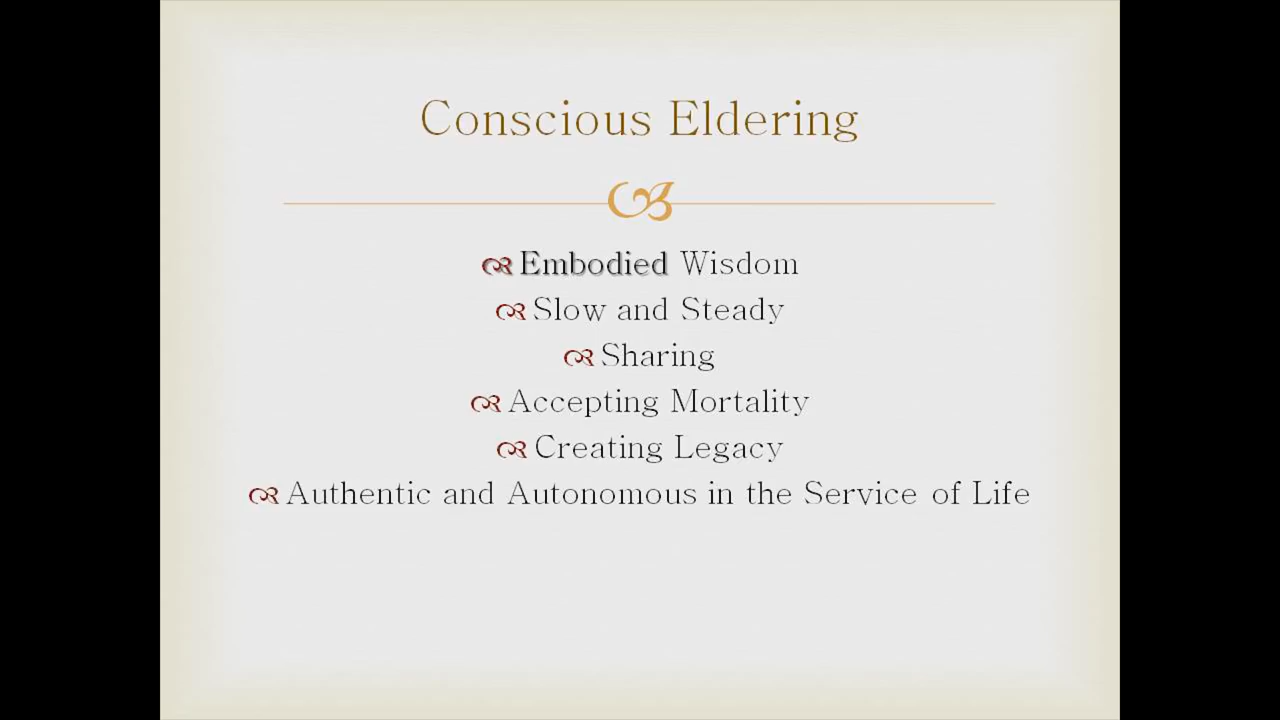 Conscious Eldering
Embodied Wisdom
Slow and Steady
Sharing
Accepting Mortality
Creating Legacy
Authentic and Autonomous in the Service of Life